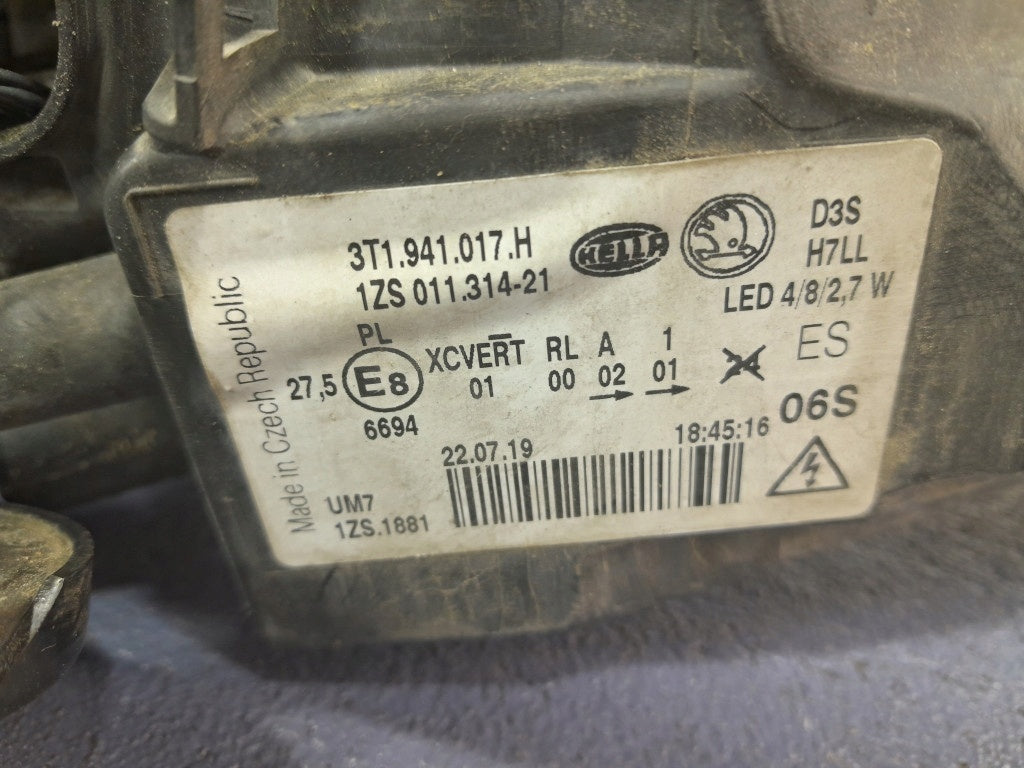 3T1.941.017.H
1ZS 011.314-21
HELLA
D3S
H7LL
LED 4/8/2,7 W
PL
27,5 E8 XCVER̅T RL A 1
01 00 02 01
24
ES
6694
06S
22.07.19 18:45:16
UM7
1ZS.1881
Made in Czech Republic